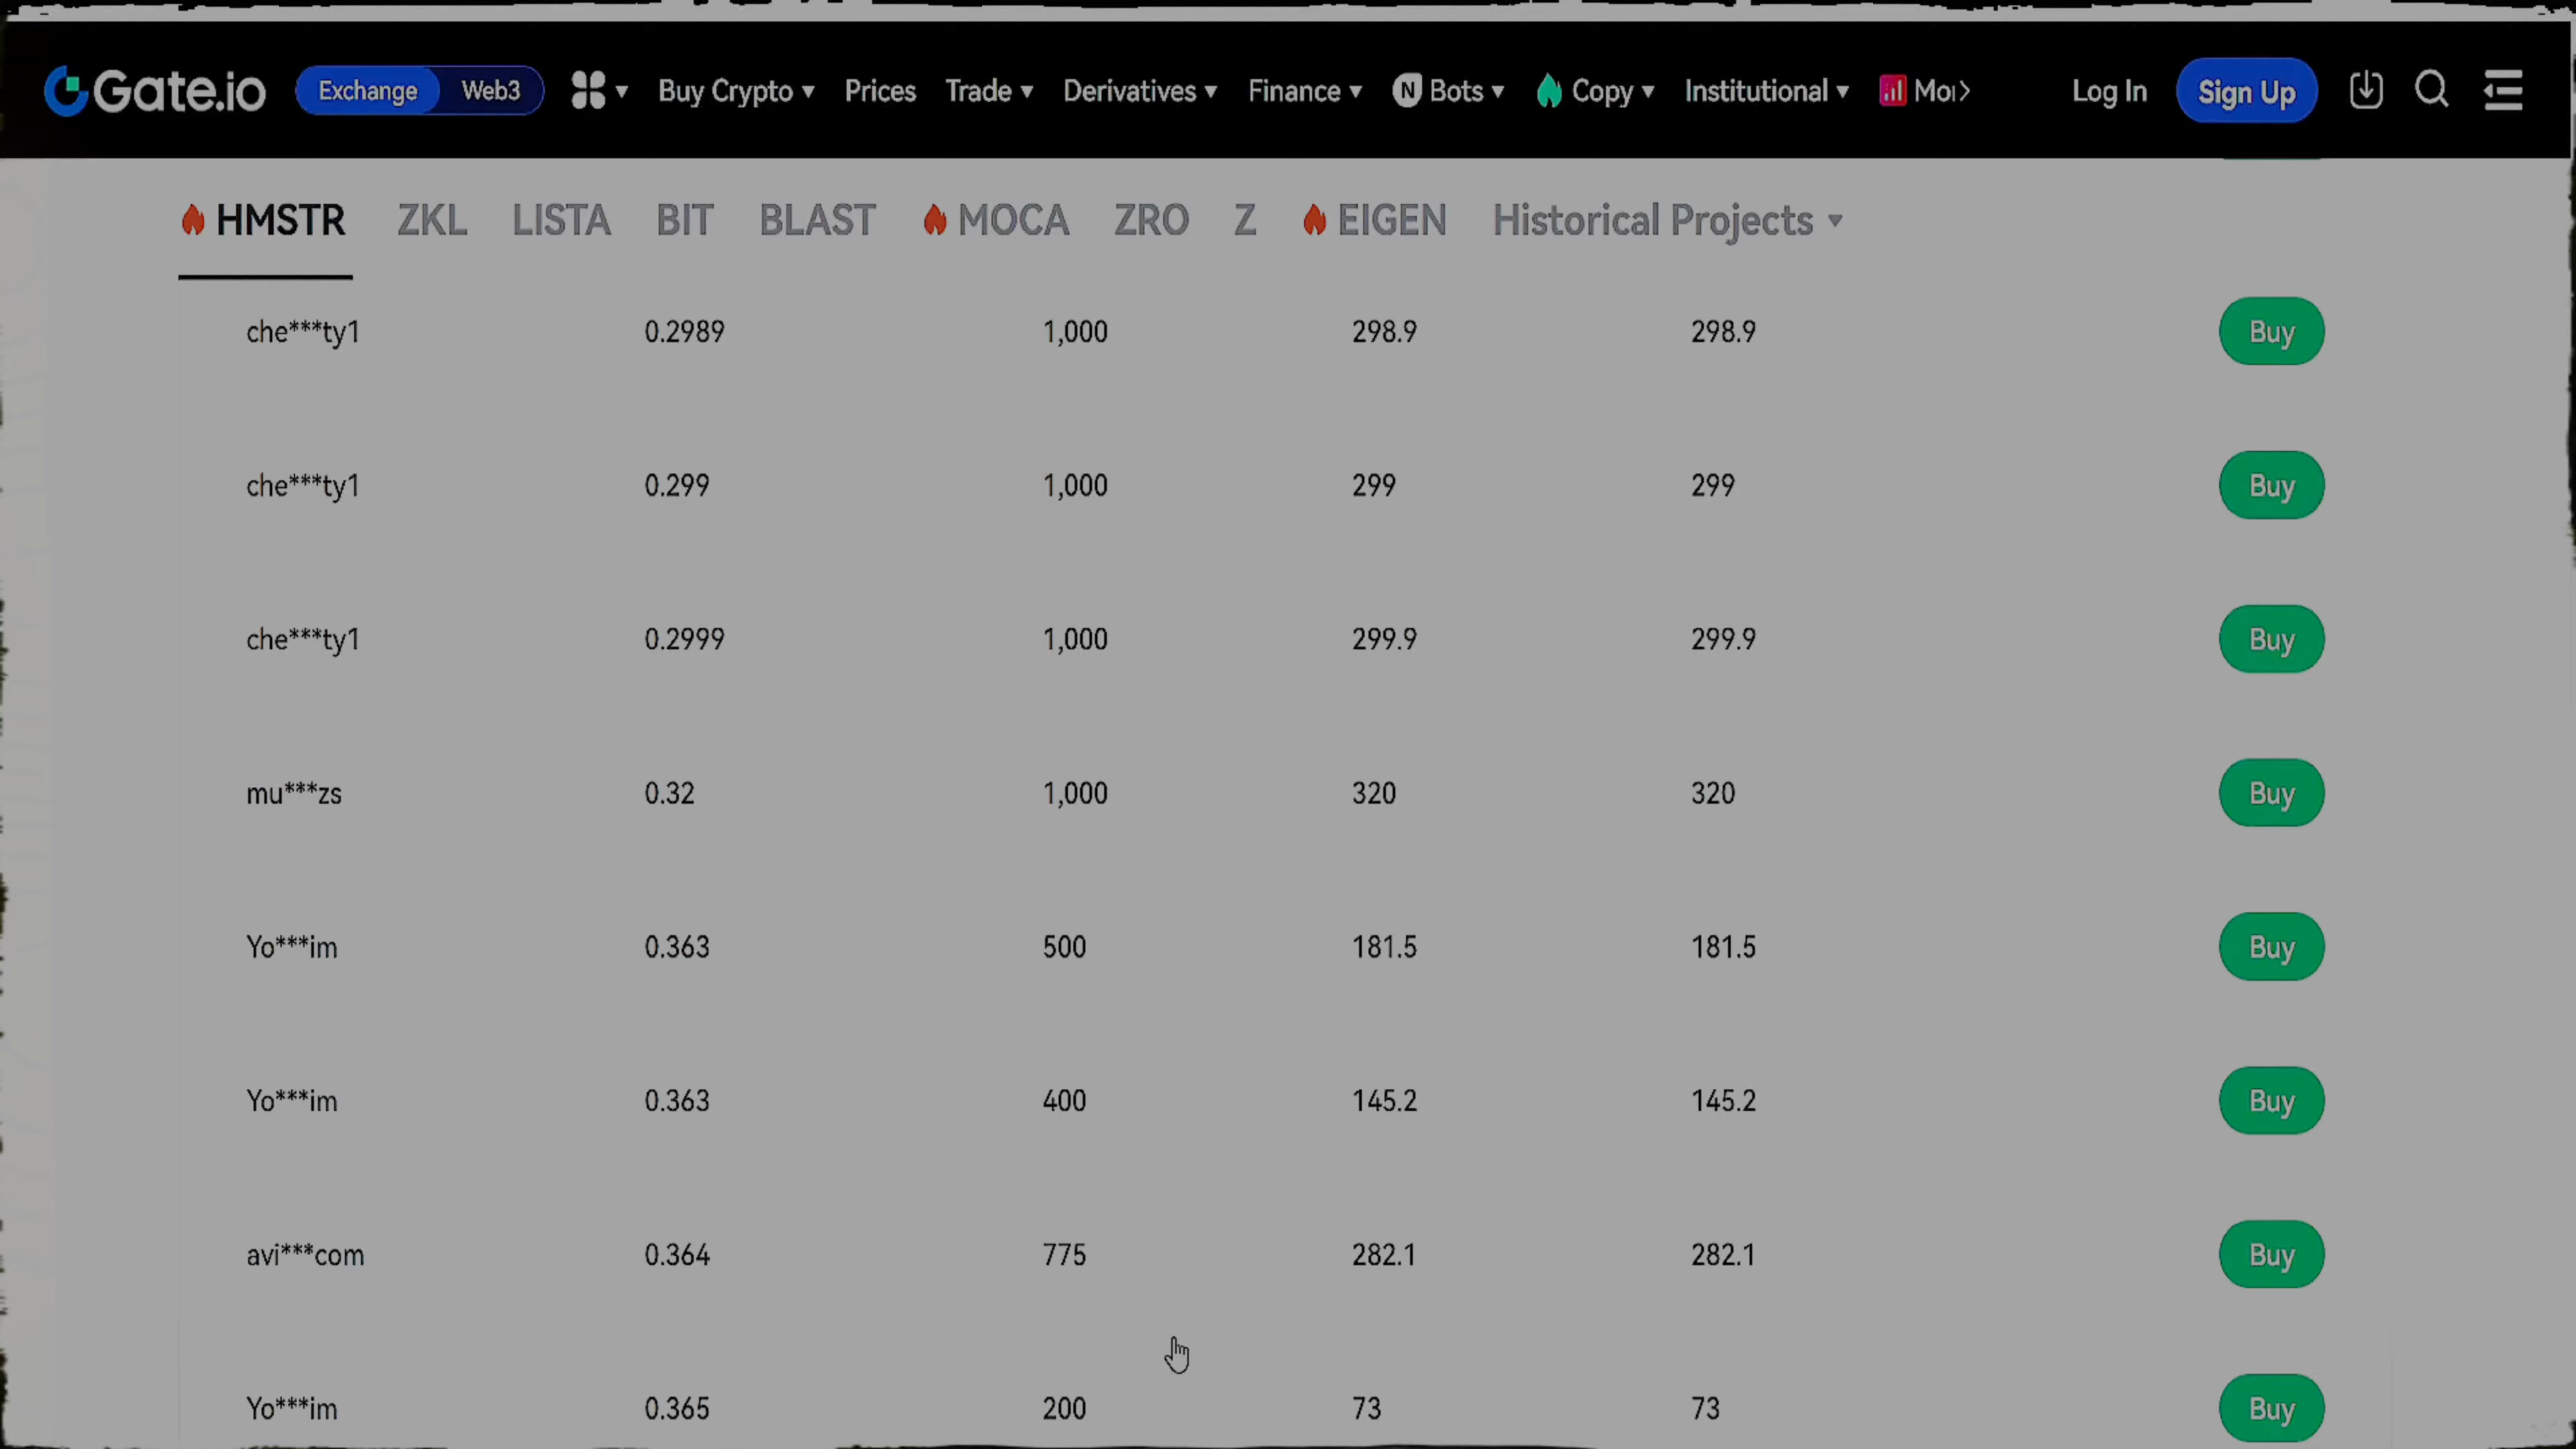 Gate.io Exchange Web3 Buy Crypto Prices Trade Derivatives Finance Bots Copy Institutional Log In Sign Up
HMSTR ZKL LISTA BIT BLAST MOCA ZRO Z EIGEN Historical Projects
che***ty1 0.2989 1,000 298.9 298.9 Buy
che***ty1 0.299 1,000 299 299 Buy
che***ty1 0.2999 1,000 299.9 299.9 Buy
mu***zs 0.32 1,000 320 320 Buy
Yo***im 0.363 500 181.5 181.5 Buy
Yo***im 0.363 400 145.2 145.2 Buy
avi***com 0.364 775 282.1 282.1 Buy
Yo***im 0.365 200 73 73 Buy